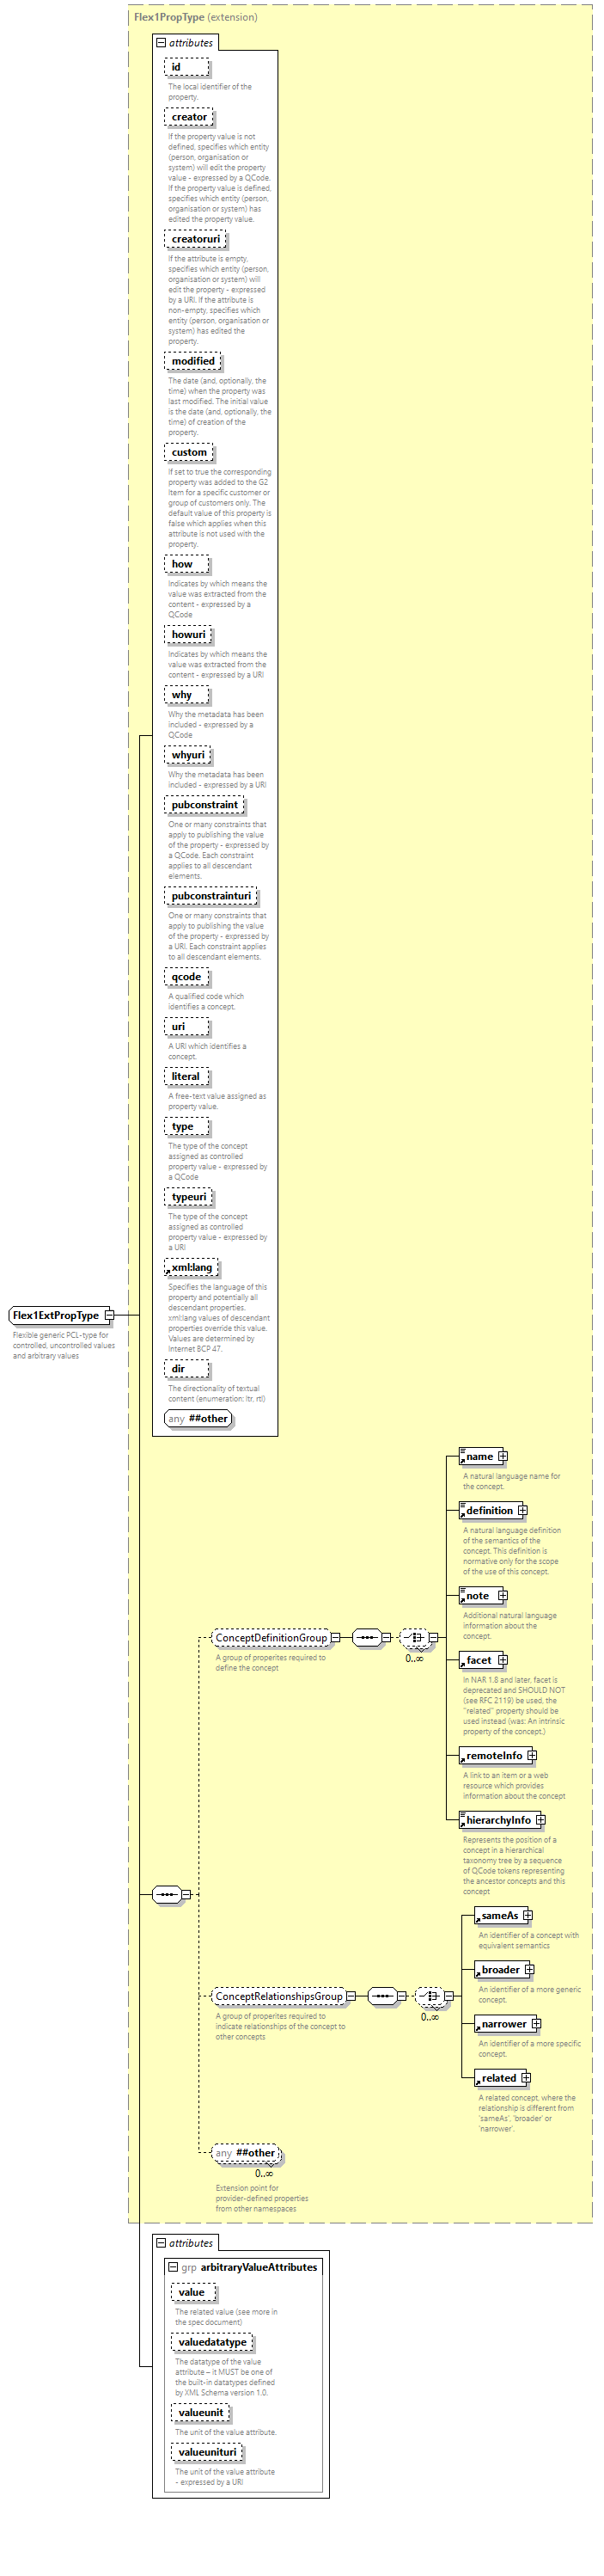 Flex1PropType (extension)
attributes
id
The local identifier of the
property.
creator
If the property value is not
defined, specifies which entity
(person, organisation or
system) will edit the property
value - expressed by a QCode.
If the property value is defined,
specifies which entity (person,
organisation or system) has
edited the property value.
creatoruri
If the attribute is empty,
specifies which entity (person,
organisation or system) will
edit the property - expressed
by a URI. If the attribute is
non-empty, specifies which
entity (person, organisation or
system) has edited the
property.
modified
The date (and, optionally, the
time) when the property was
last modified. The initial value
is the date (and, optionally, the
time) of creation of the
property.
custom
If set to true the corresponding
property was added to the G2
Item for a specific customer or
group of customers only. The
default value of this property is
false which applies when this
attribute is not used with the
property.
how
Indicates by which means the
value was extracted from the
content - expressed by a
QCode
howuri
Indicates by which means the
value was extracted from the
content - expressed by a URI
why
Why the metadata has been
included - expressed by a
QCode
whyuri
Why the metadata has been
included - expressed by a URI
pubconstraint
One or many constraints that
apply to publishing the value
of the property - expressed by
a QCode. Each constraint
applies to all descendant
elements.
pubconstrainturi
One or many constraints that
apply to publishing the value
of the property - expressed by
a URI. Each constraint applies
to all descendant elements.
qcode
A qualified code which
identifies a concept.
uri
A URI which identifies a
concept.
literal
A free-text value assigned as
property value.
type
The type of the concept
assigned as controlled
property value - expressed by
a QCode
typeuri
The type of the concept
assigned as controlled
property value - expressed by
a URI
xml:lang
Specifies the language of this
property and potentially all
descendant properties.
xml:lang values of descendant
properties override this value.
Values are determined by
Internet BCP 47.
dir
The directionality of textual
content (enumeration: ltr, rtl)
any ##other
Flex1ExtPropType
Flexible generic PCL-type for
controlled, uncontrolled values
and arbitrary values
name
A natural language name for
the concept.
definition
A natural language definition
of the semantics of the
concept. This definition is
normative only for the scope
of the use of this concept.
note
Additional natural language
information about the
concept.
ConceptDefinitionGroup
0..∞
A group of properites required to
define the concept
facet
In NAR 1.8 and later, facet is
deprecated and SHOULD NOT
(see RFC 2119) be used, the
"related" property should be
used instead (was: An intrinsic
property of the concept.)
remoteInfo
A link to an item or a web
resource which provides
information about the concept
hierarchyInfo
Represents the position of a
concept in a hierarchical
taxonomy tree by a sequence
of QCode tokens representing
the ancestor concepts and this
concept
sameAs
An identifier of a concept with
equivalent semantics
broader
An identifier of a more generic
concept.
ConceptRelationshipsGroup
0..∞
A group of properites required to
indicate relationships of the concept to
other concepts
narrower
An identifier of a more specific
concept.
related
A related concept, where the
relationship is different from
'sameAs', 'broader' or
'narrower'.
any ##other
0..∞
Extension point for
provider-defined properties
from other namespaces
attributes
grp arbitraryValueAttributes
value
The related value (see more in
the spec document)
valuedatatype
The datatype of the value
attribute – it MUST be one of
the built-in datatypes defined
by XML Schema version 1.0.
valueunit
The unit of the value attribute.
valueunituri
The unit of the value attribute
- expressed by a URI